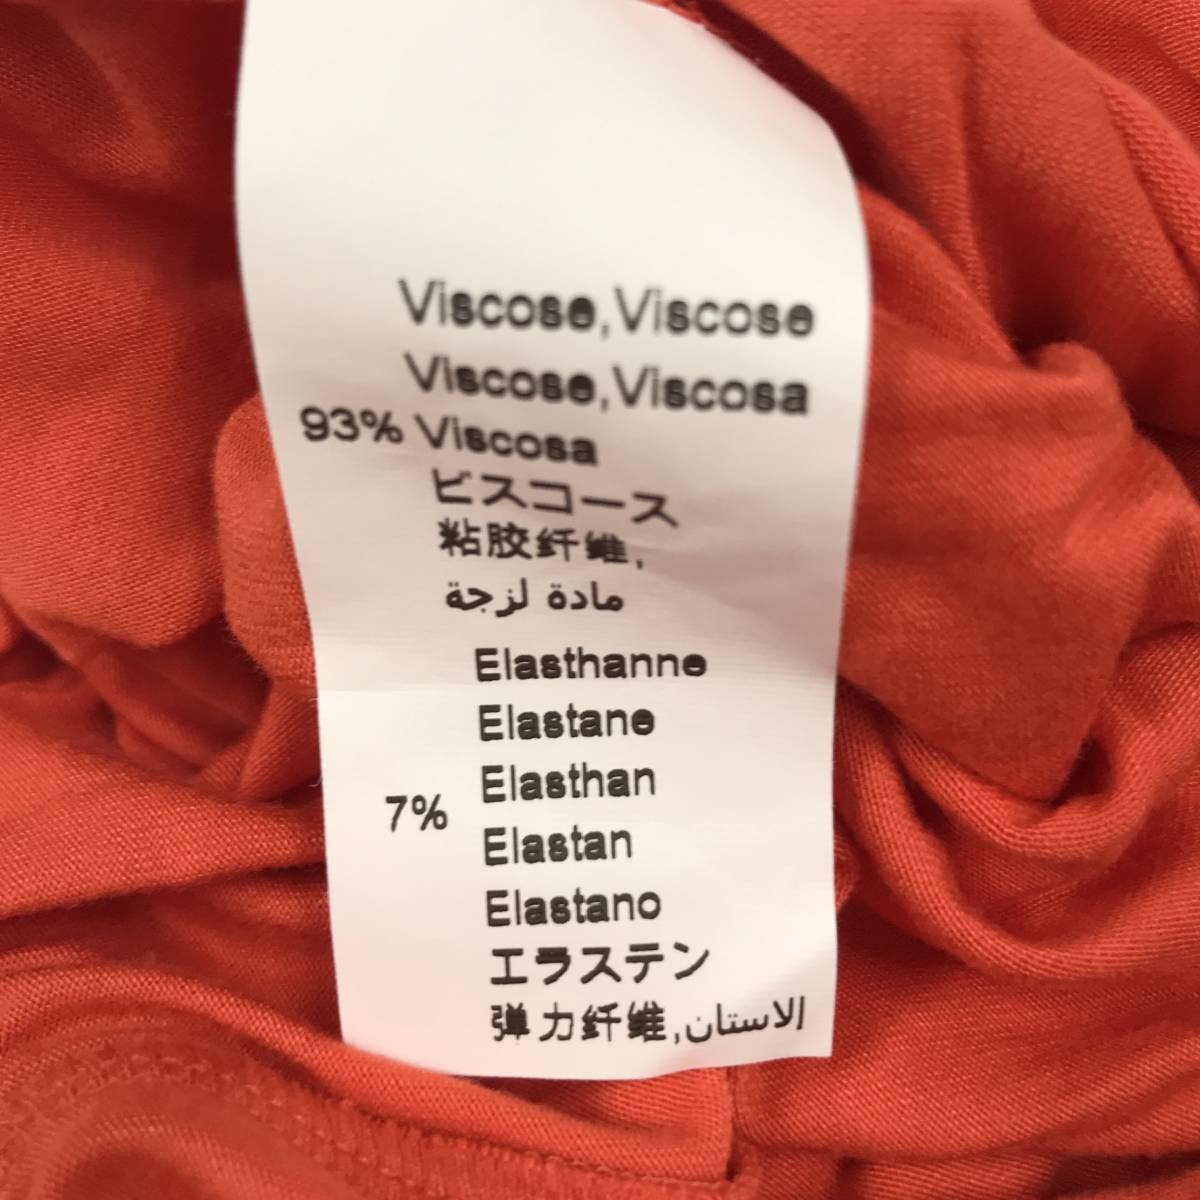 Viscose,Viscose
Viscose,Viscosa
93% Viscosa
ビスコース
粘胶纤维,
مادة لزجة
Elasthanne
Elastane
Elasthan
7%
Elastan
Elastano
エラステン
弾力纤维,الاستان